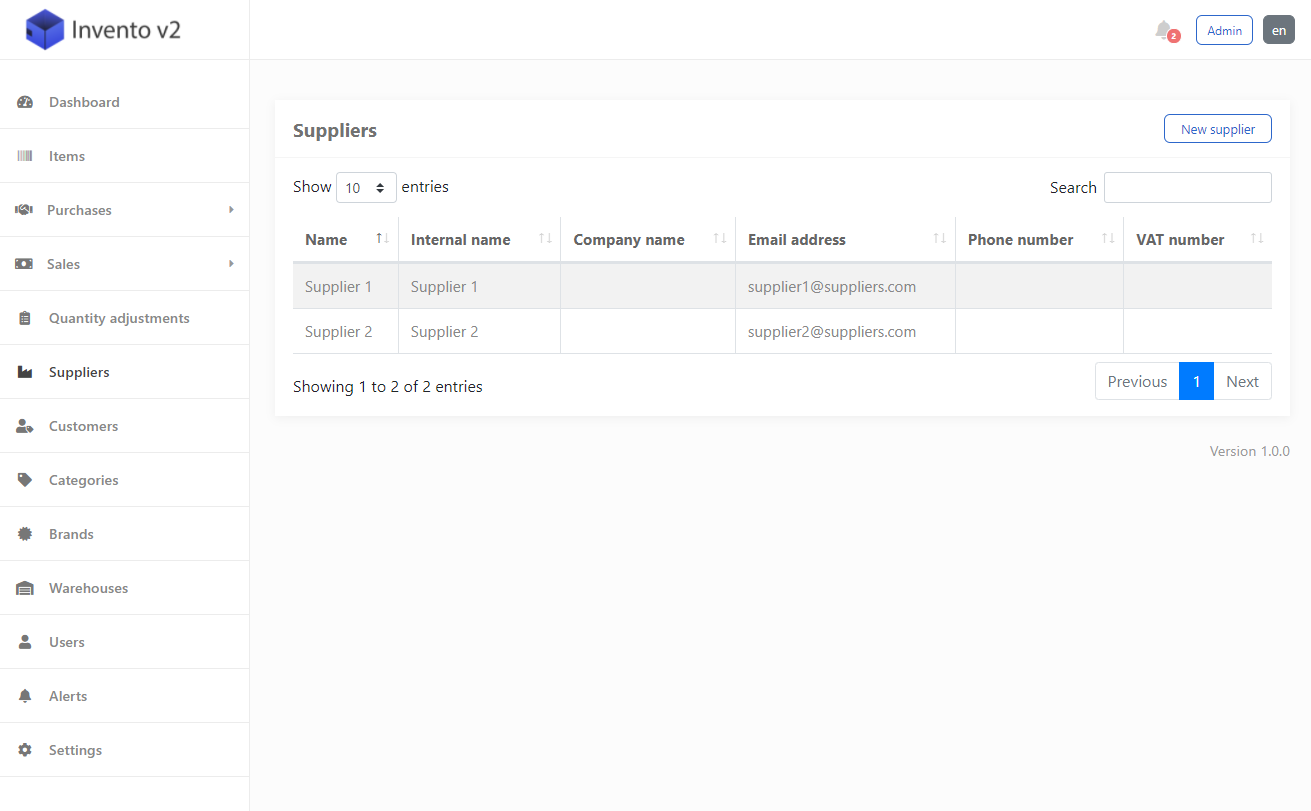 Invento v2
2
Admin
en
Dashboard
Items
Purchases
Sales
Quantity adjustments
Suppliers
Customers
Categories
Brands
Warehouses
Users
Alerts
Settings
Suppliers
New supplier
Show 10 entries
Search
Name Internal name Company name Email address Phone number VAT number
Supplier 1 Supplier 1 supplier1@suppliers.com
Supplier 2 Supplier 2 supplier2@suppliers.com
Showing 1 to 2 of 2 entries
Previous 1 Next
Version 1.0.0